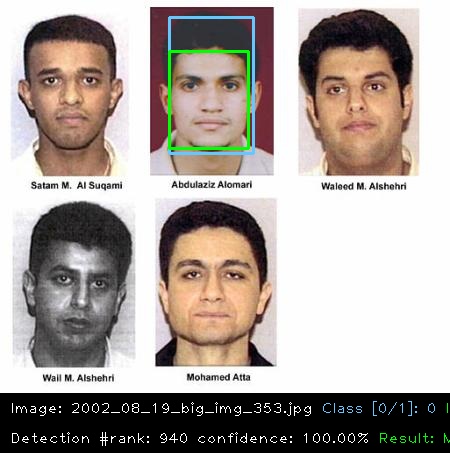 Satam M. Al Suqami
Abdulaziz Alomari
Waleed M. Alshehri
Wail M. Alshehri
Mohamed Atta
Image: 2002_08_19_big_img_353.jpg Class [0/1]: 0
Detection #rank: 940 confidence: 100.00% Result: